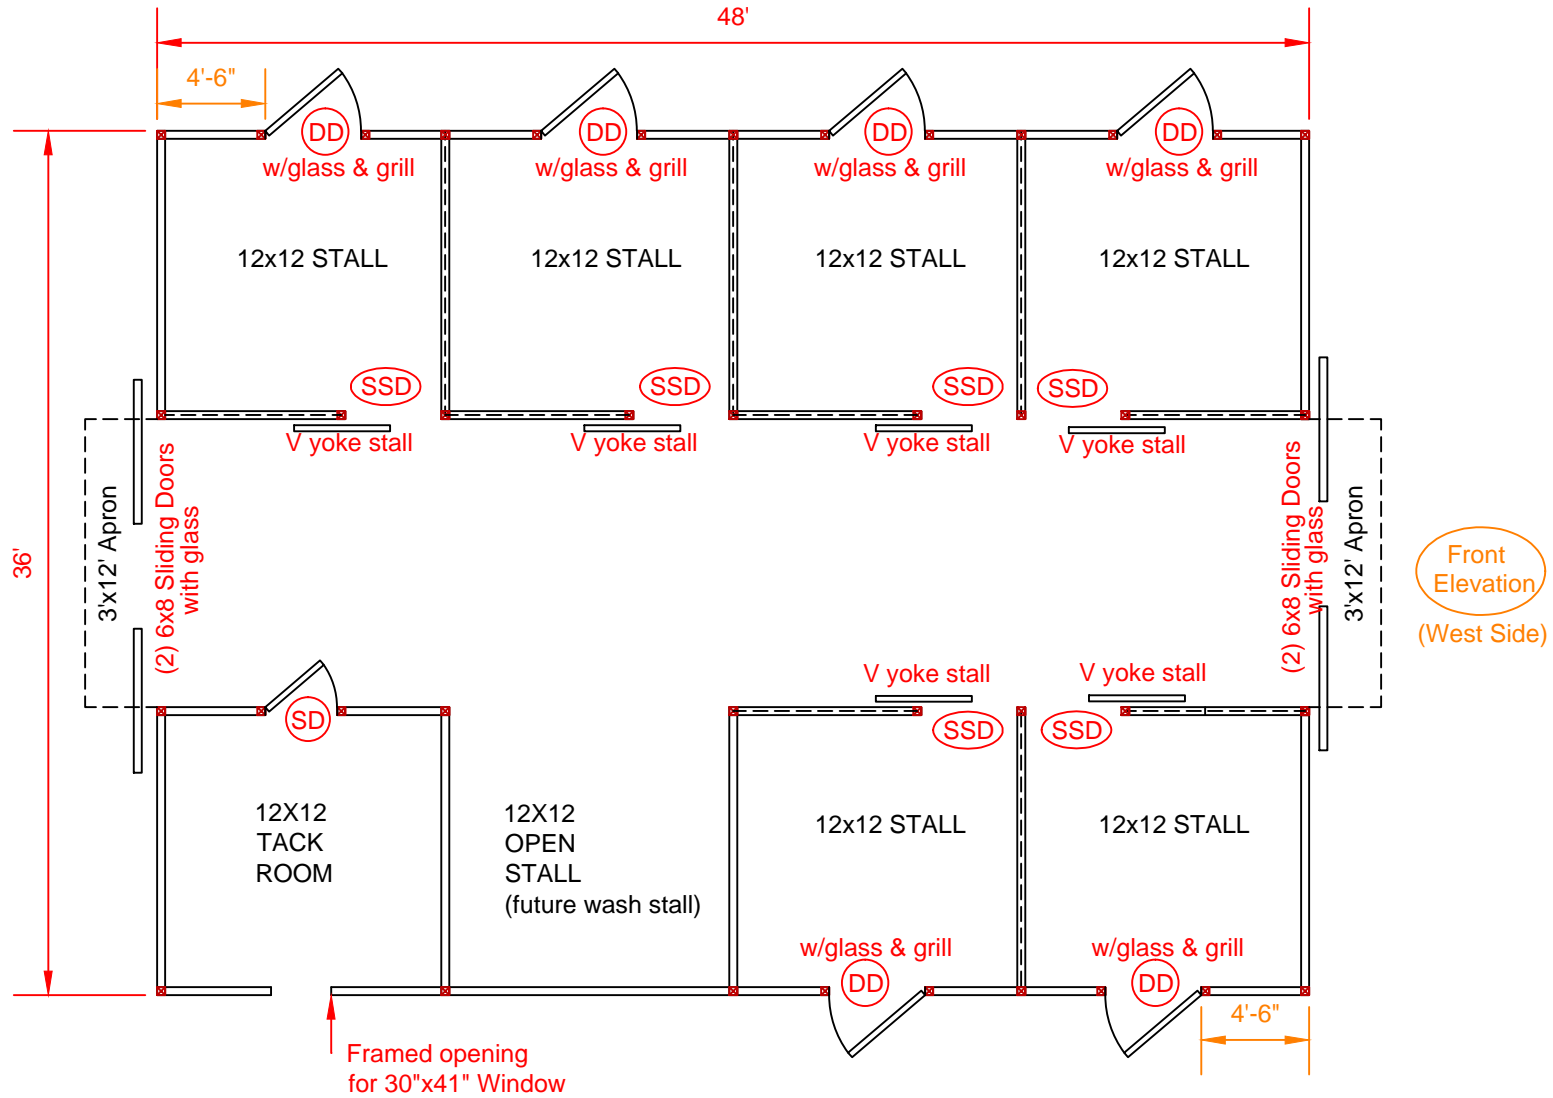 48'
4'-6"
DD
DD
DD
DD
w/glass & grill
w/glass & grill
w/glass & grill
w/glass & grill
12x12 STALL
12x12 STALL
12x12 STALL
12x12 STALL
SSD
SSD
SSD
SSD
V yoke stall
V yoke stall
V yoke stall
V yoke stall
36'
3'x12' Apron
(2) 6x8 Sliding Doors
with glass
(2) 6x8 Sliding Doors
with glass
3'x12' Apron
Front
Elevation
(West Side)
V yoke stall
V yoke stall
SD
SSD
SSD
12X12
TACK
ROOM
12X12
OPEN
STALL
(future wash stall)
12x12 STALL
12x12 STALL
w/glass & grill
w/glass & grill
DD
DD
4'-6"
Framed opening
for 30"x41" Window